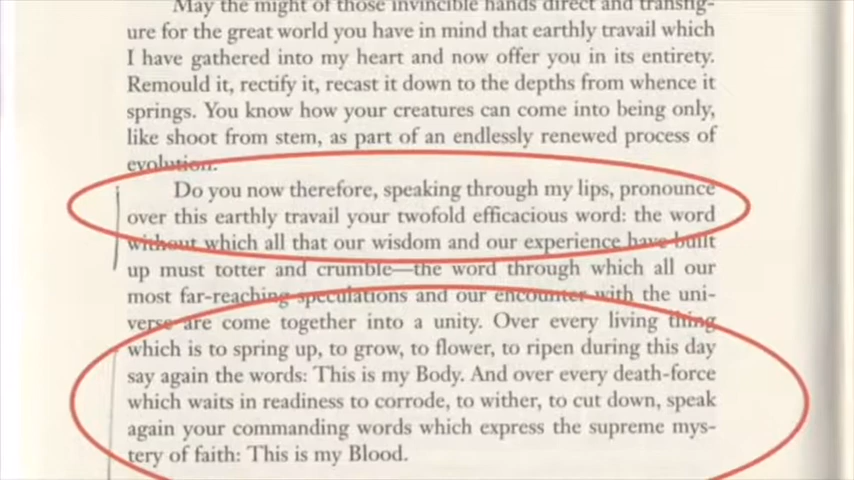 May the might of those invincible hands direct and transfig-
ure for the great world you have in mind that earthly travail which
I have gathered into my heart and now offer you in its entirety.
Remould it, rectify it, recast it down to the depths from whence it
springs. You know how your creatures can come into being only,
like shoot from stem, as part of an endlessly renewed process of
evolution.
Do you now therefore, speaking through my lips, pronounce
over this earthly travail your twofold efficacious word: the word
without which all that our wisdom and our experience have built
up must totter and crumble—the word through which all our
most far-reaching speculations and our encounter with the uni-
verse are come together into a unity. Over every living thing
which is to spring up, to grow, to flower, to ripen during this day
say again the words: This is my Body. And over every death-force
which waits in readiness to corrode, to wither, to cut down, speak
again your commanding words which express the supreme mys-
tery of faith: This is my Blood.